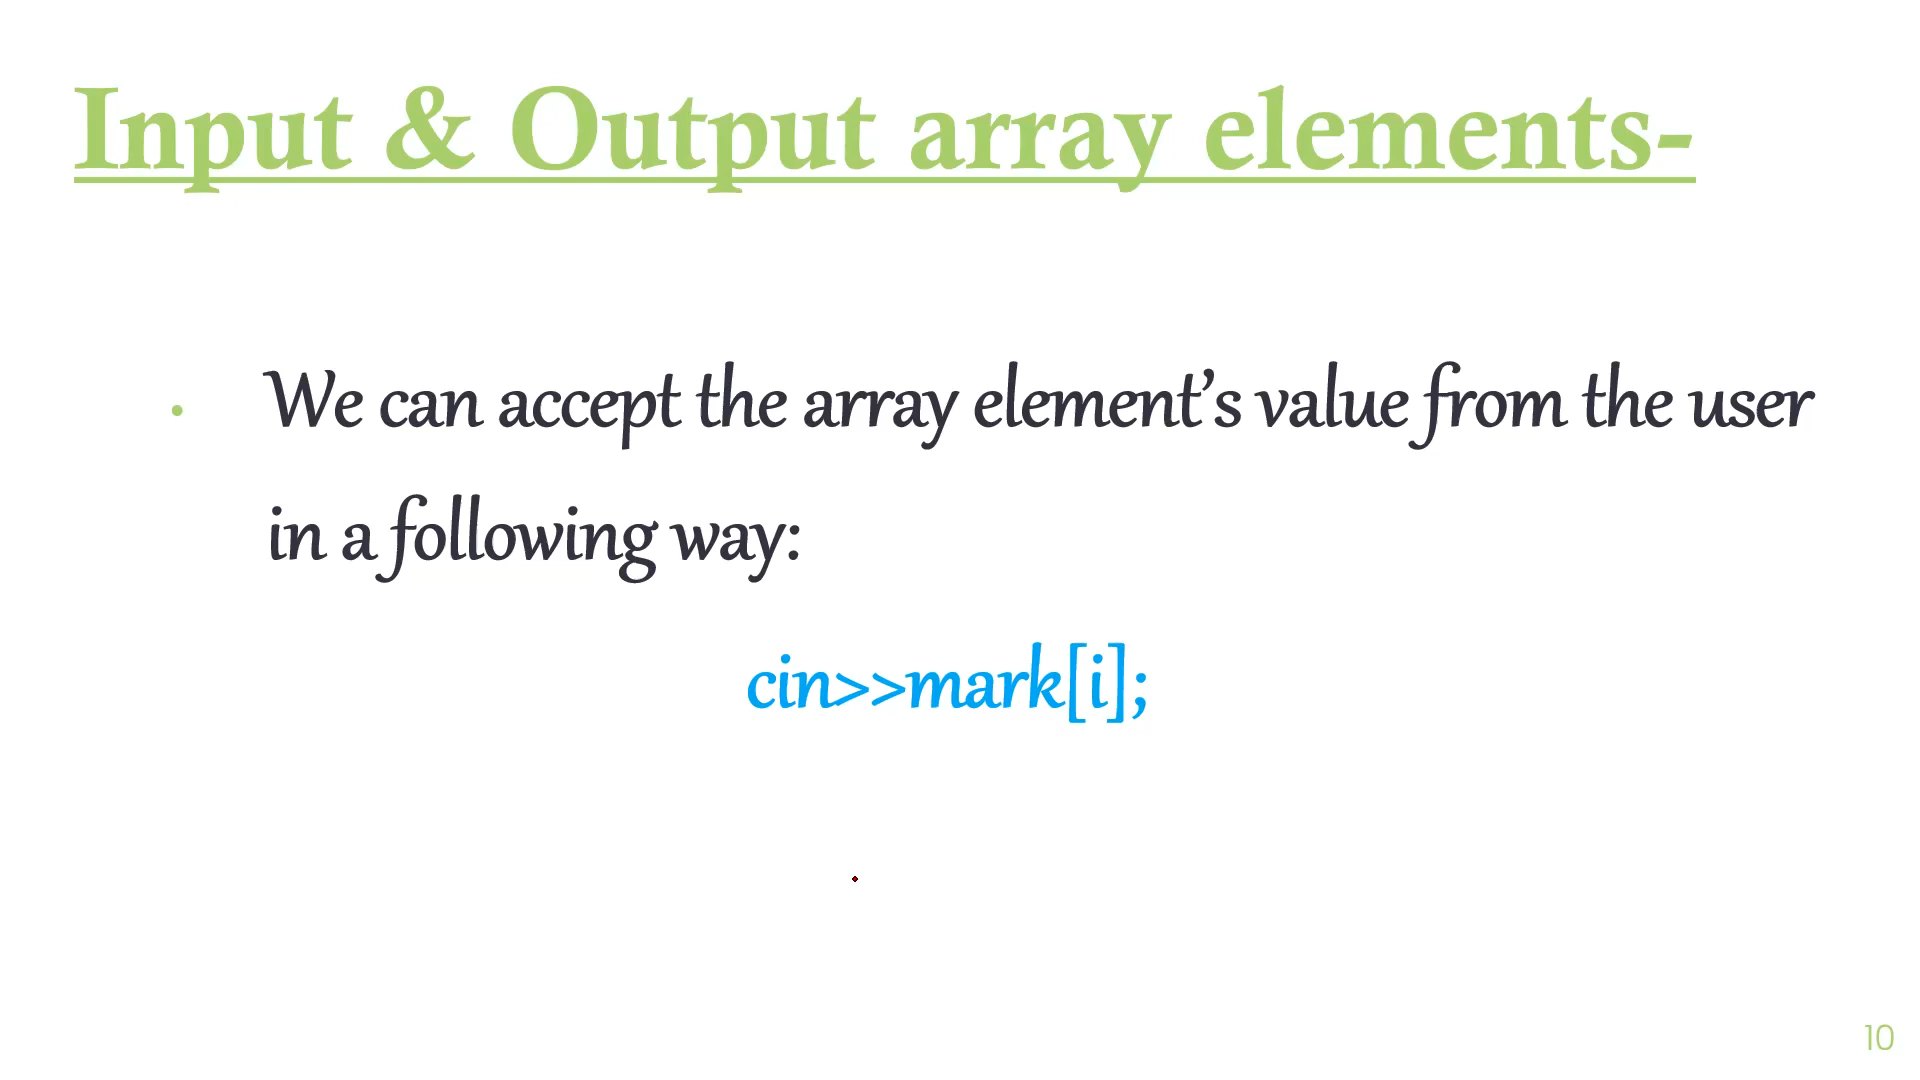 Input & Output array elements-
• We can accept the array element’s value from the user
in a following way:
cin>>mark[i];
10